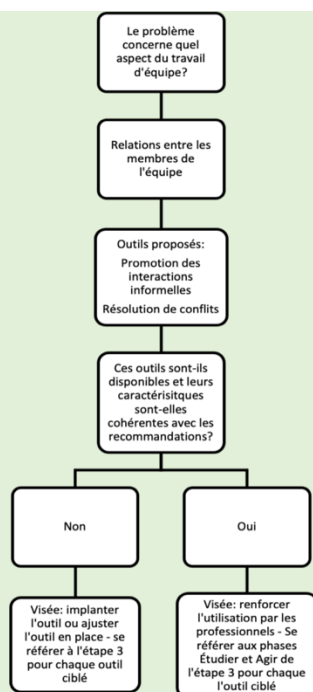 Le problème
concerne quel
aspect du travail
d'équipe?
Relations entre les
membres de
l'équipe
Outils proposés:
Promotion des
interactions
informelles
Résolution de conflits
Ces outils sont-ils
disponibles et leurs
caractérisitques
sont-elles
cohérentes avec les
recommandations?
Non
Oui
Visée: implanter
l'outil ou ajuster
l'outil en place - se
référer à l'étape 3
pour chaque outil
ciblé
Visée: renforcer
l'utilisation par les
professionnels - Se
référer aux phases
Étudier et Agir de
l'étape 3 pour chaque
l'outil ciblé